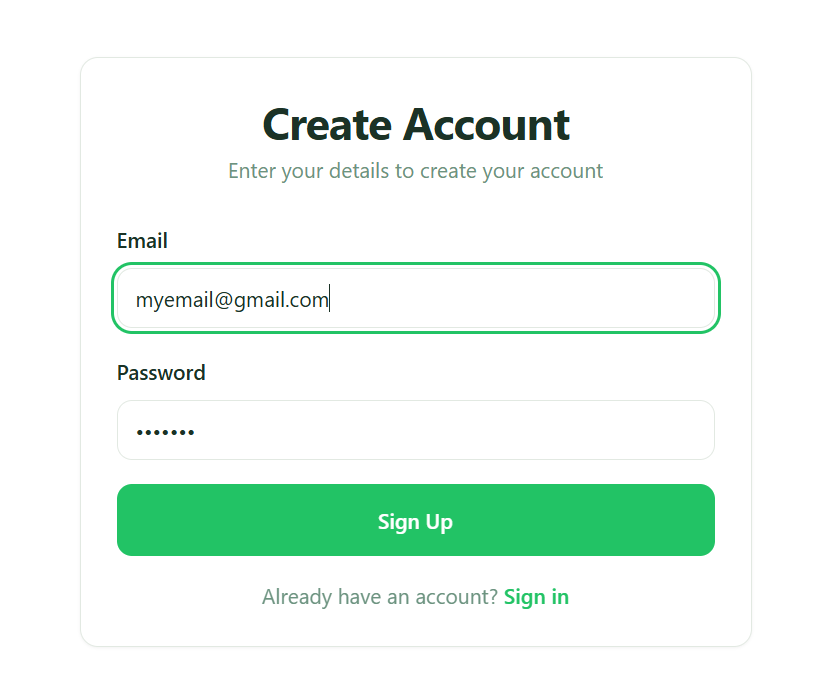 Create Account
Enter your details to create your account
Email
myemail@gmail.com
Password
•••••••
Sign Up
Already have an account? Sign in